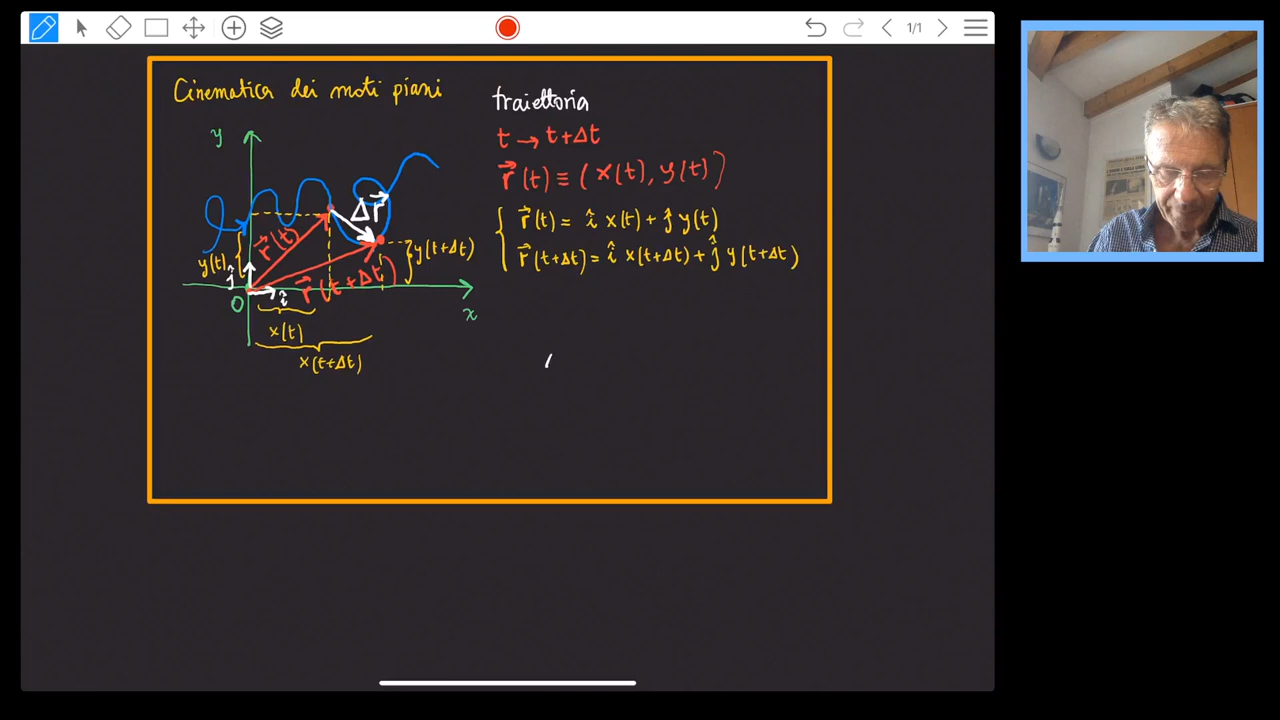 1/1
Cinematica dei moti piani
traiettoria
t → t+Δt
r⃗(t) ≡ (x(t), y(t))
r⃗(t) = î x(t) + ĵ y(t)
r⃗(t+Δt) = î x(t+Δt) + ĵ y(t+Δt)
y
Δr⃗
r⃗(t)
y(t+Δt)
y(t)
ĵ
r⃗(t+Δt)
î
O
x
x(t)
x(t+Δt)